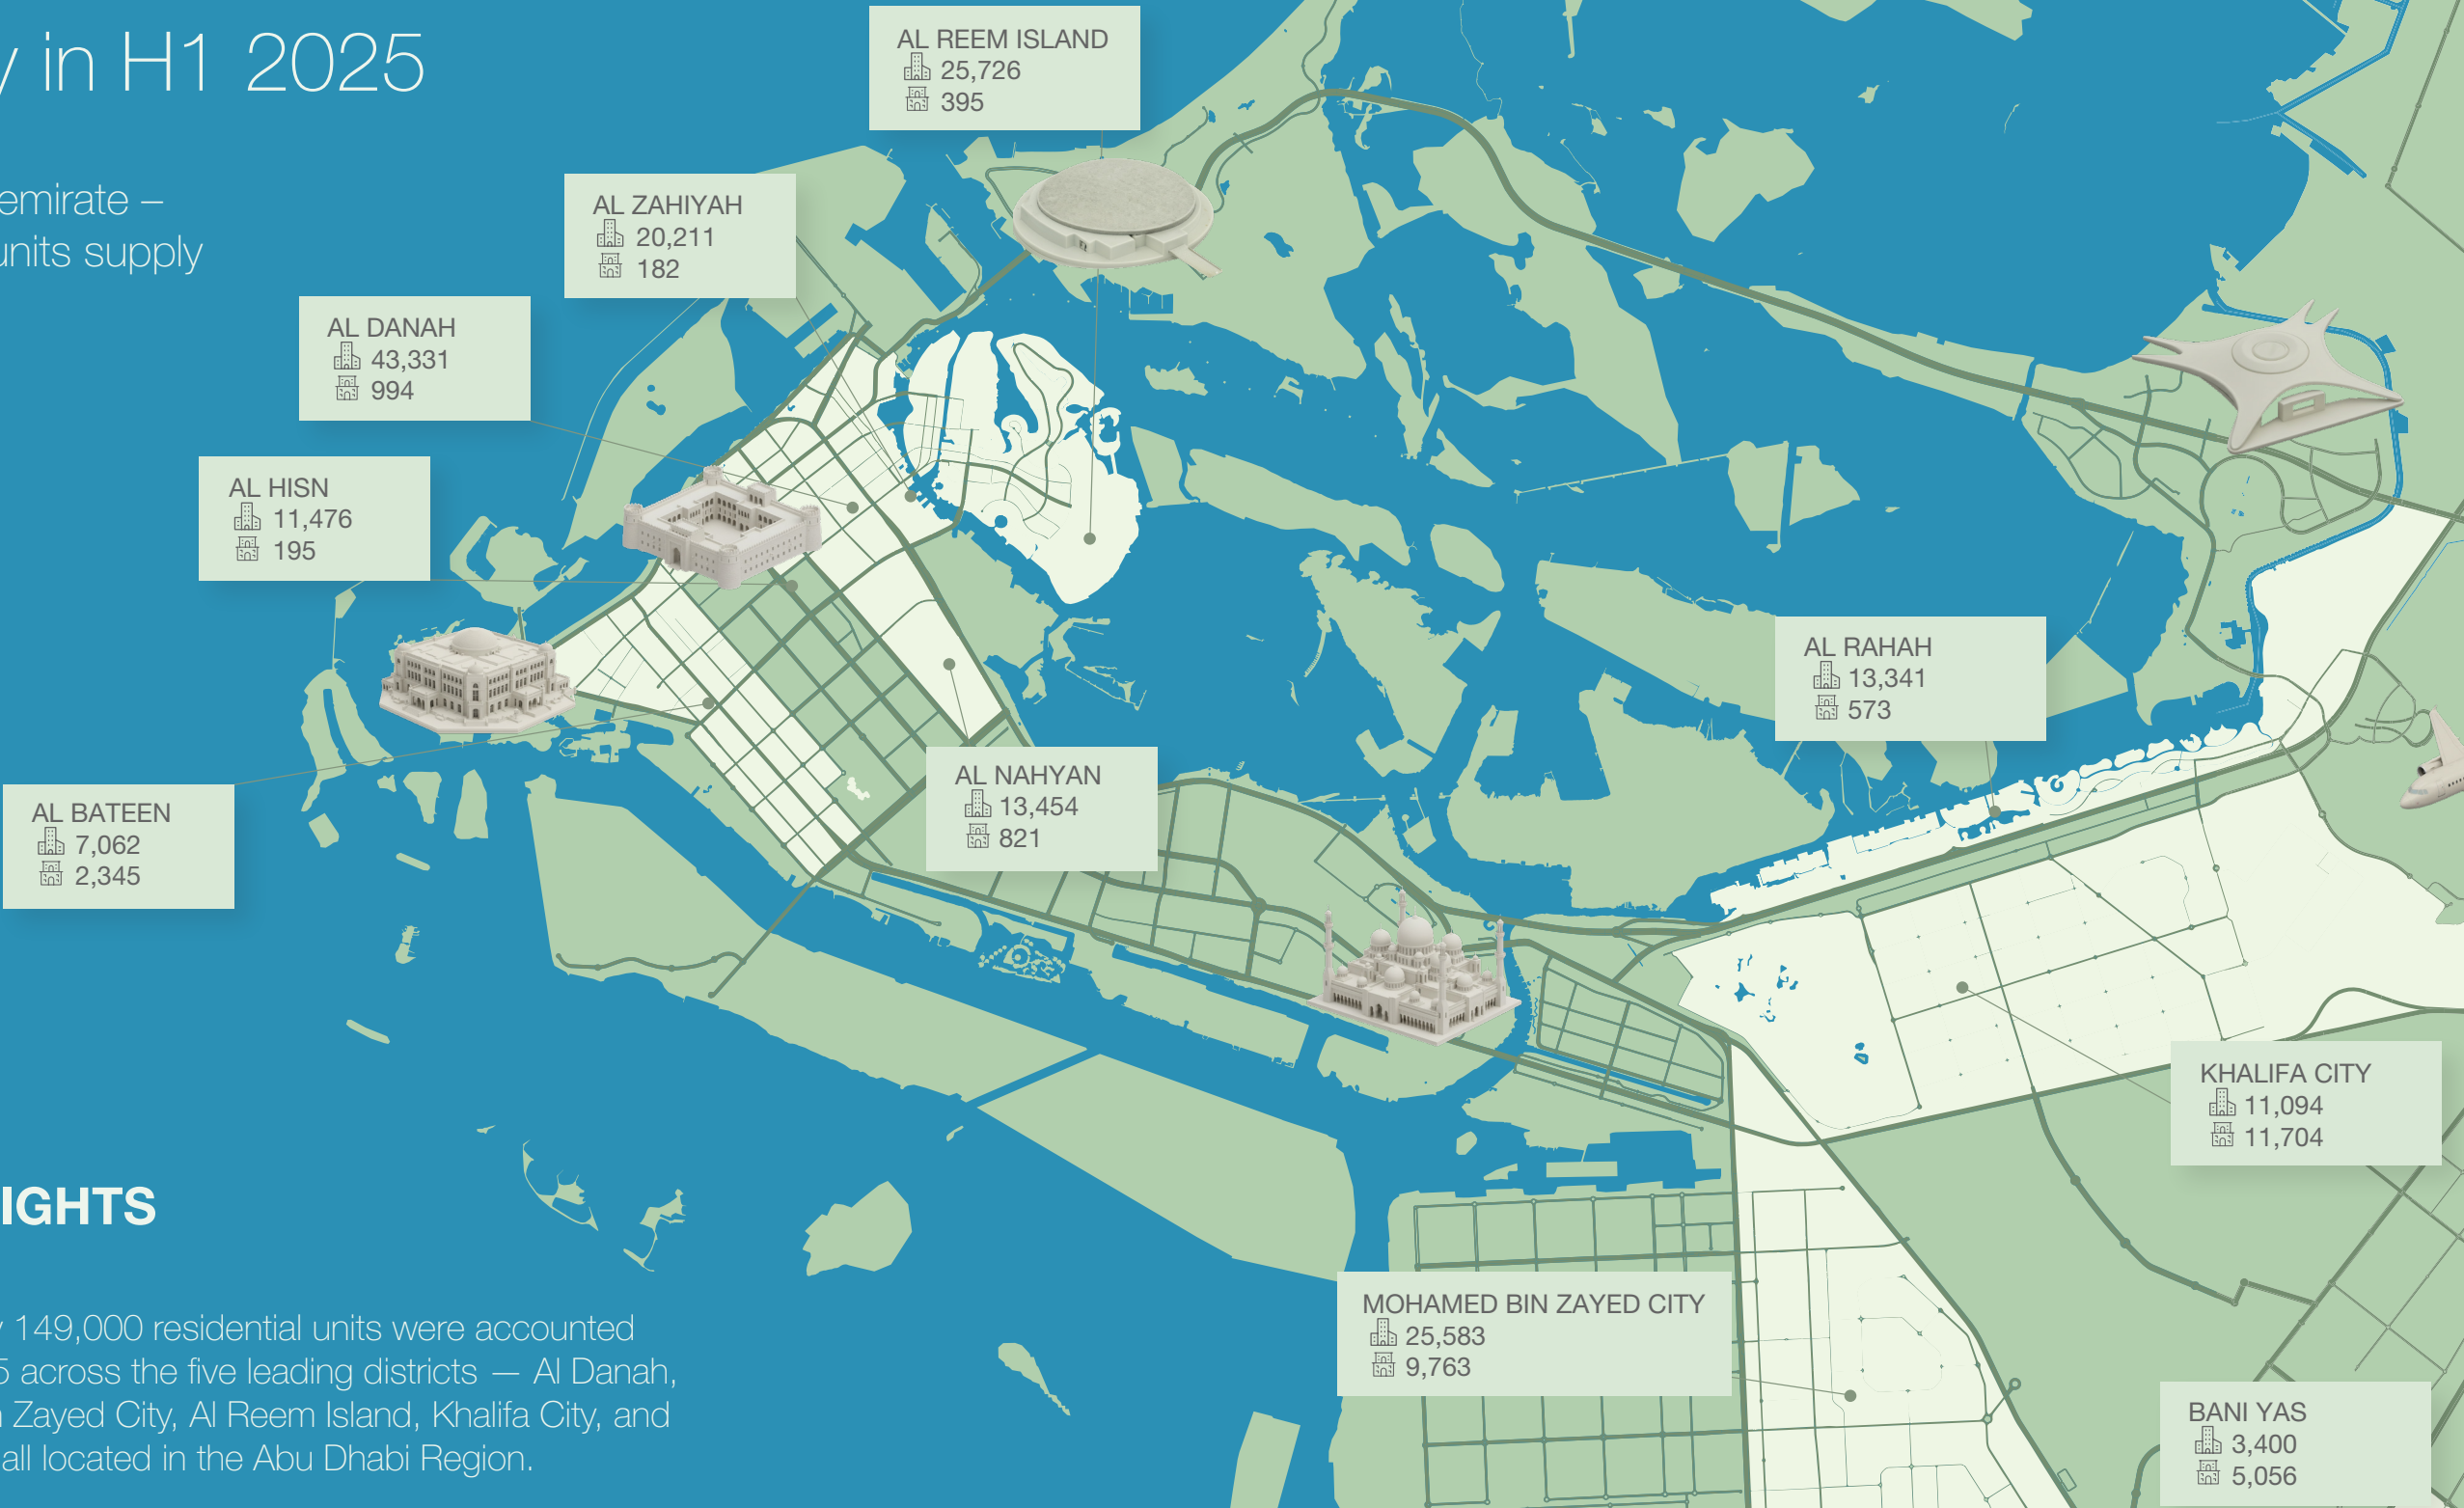 y in H1 2025
emirate –
units supply
AL REEM ISLAND
25,726
395
AL ZAHIYAH
20,211
182
AL DANAH
43,331
994
AL HISN
11,476
195
AL BATEEN
7,062
2,345
AL NAHYAN
13,454
821
AL RAHAH
13,341
573
KHALIFA CITY
11,094
11,704
MOHAMED BIN ZAYED CITY
25,583
9,763
BANI YAS
3,400
5,056
IGHTS
y 149,000 residential units were accounted
5 across the five leading districts — Al Danah,
n Zayed City, Al Reem Island, Khalifa City, and
all located in the Abu Dhabi Region.